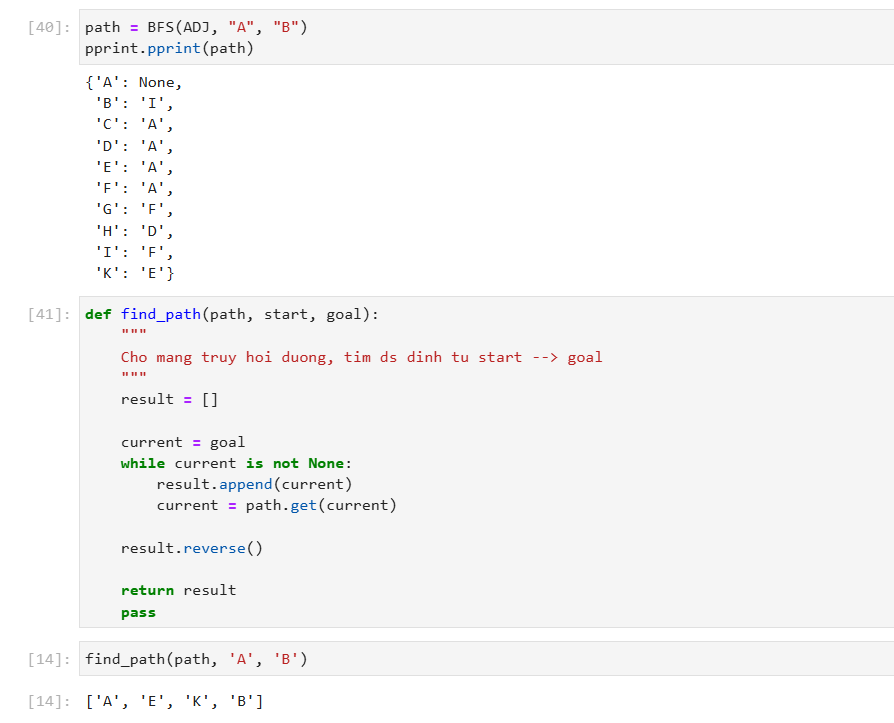 [40]: path = BFS(ADJ, "A", "B")
pprint.pprint(path)
{'A': None,
 'B': 'I',
 'C': 'A',
 'D': 'A',
 'E': 'A',
 'F': 'A',
 'G': 'F',
 'H': 'D',
 'I': 'F',
 'K': 'E'}
[41]: def find_path(path, start, goal):
    """
    Cho mang truy hoi duong, tim ds dinh tu start --> goal
    """
    result = []
    current = goal
    while current is not None:
        result.append(current)
        current = path.get(current)
    result.reverse()
    return result
    pass
[14]: find_path(path, 'A', 'B')
[14]: ['A', 'E', 'K', 'B']